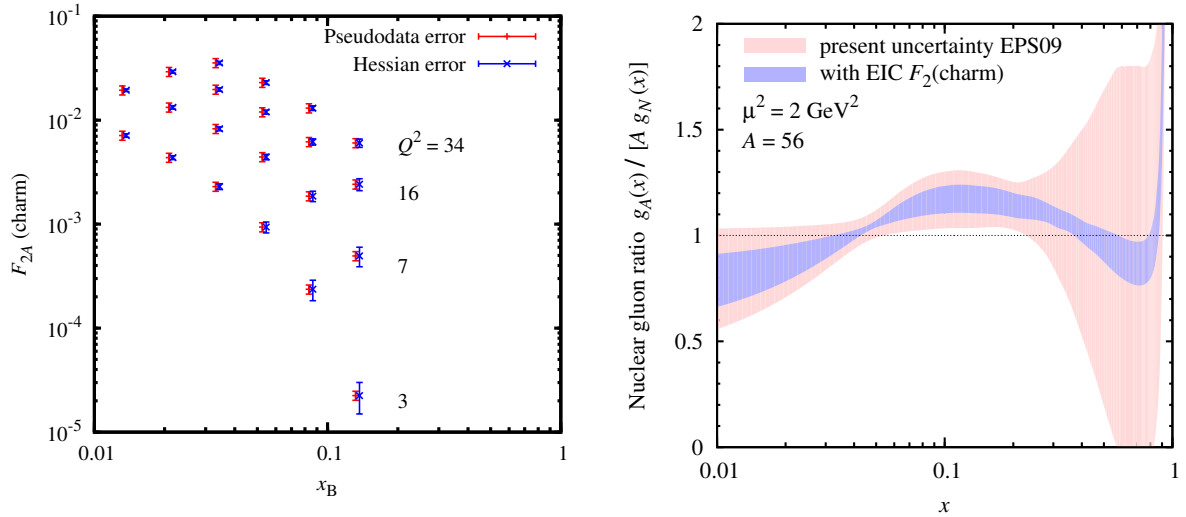 10^-1
10^-2
10^-3
10^-4
10^-5
F_2A (charm)
Pseudodata error
Hessian error
Q^2 = 34
16
7
3
0.01
0.1
1
x_B
Nuclear gluon ratio g_A(x) / [A g_N(x)]
2
1.5
1
0.5
0
present uncertainty EPS09
with EIC F_2(charm)
μ^2 = 2 GeV^2
A = 56
0.01
0.1
1
x